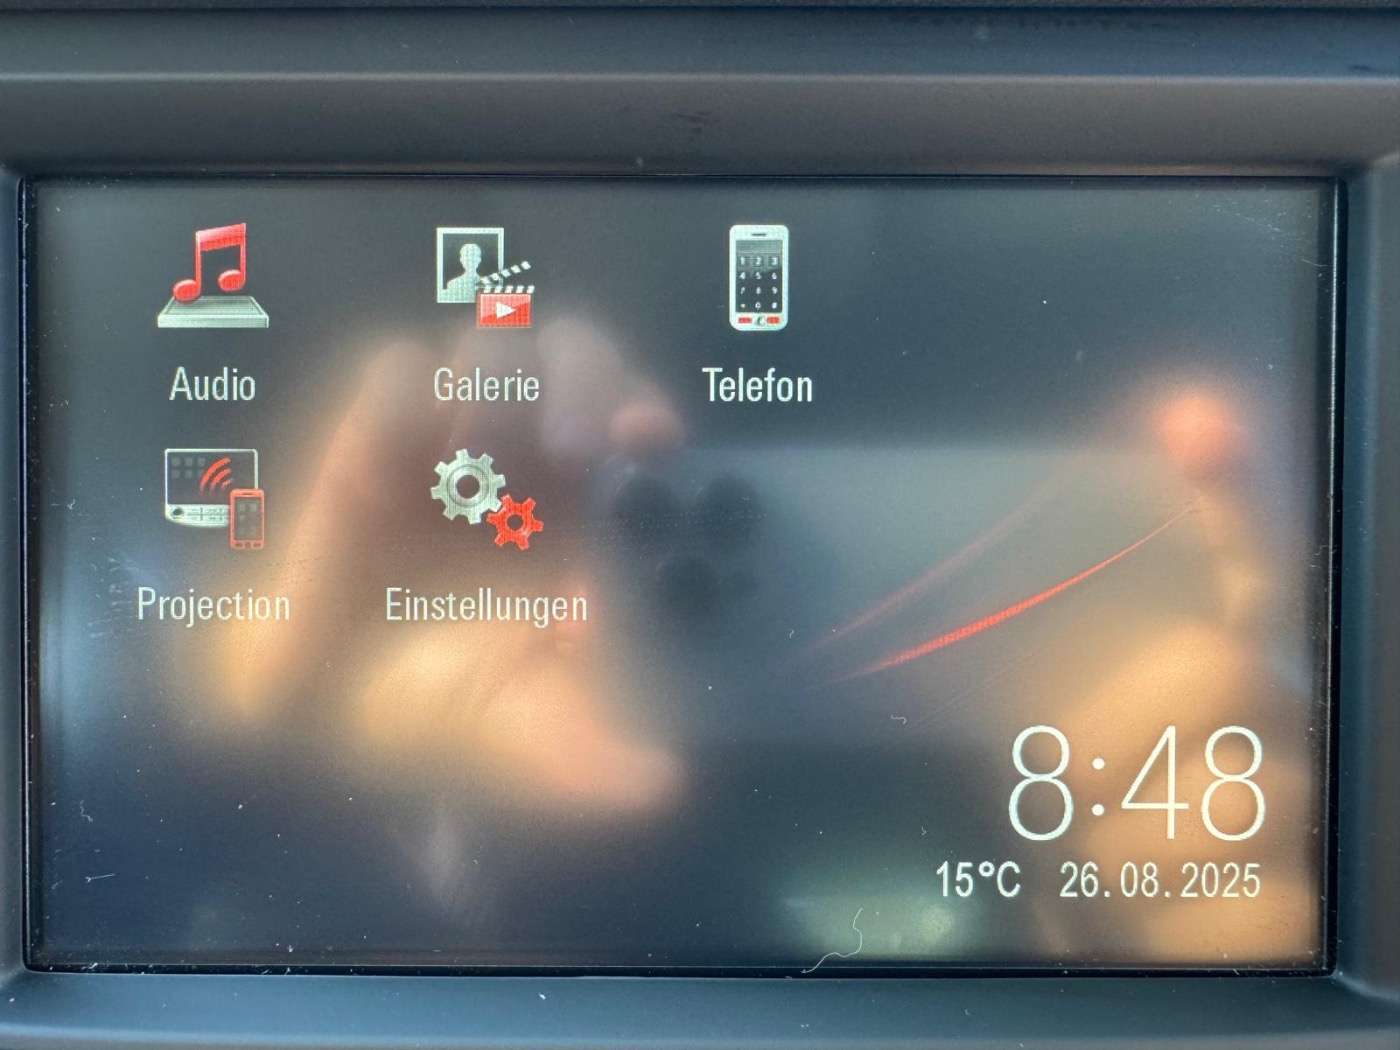 Audio
Galerie
Telefon
Projection
Einstellungen
8:48
15°C 26.08.2025